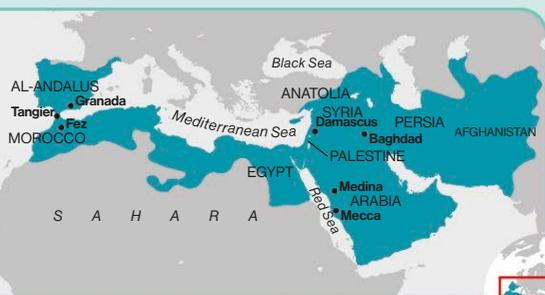 Black Sea
AL-ANDALUS
ANATOLIA
Granada
Tangier
SYRIA
Mediterranean Sea
Damascus
PERSIA
Fez
AFGHANISTAN
MOROCCO
Baghdad
PALESTINE
EGYPT
Medina
ARABIA
Red Sea
Mecca
S A H A R A